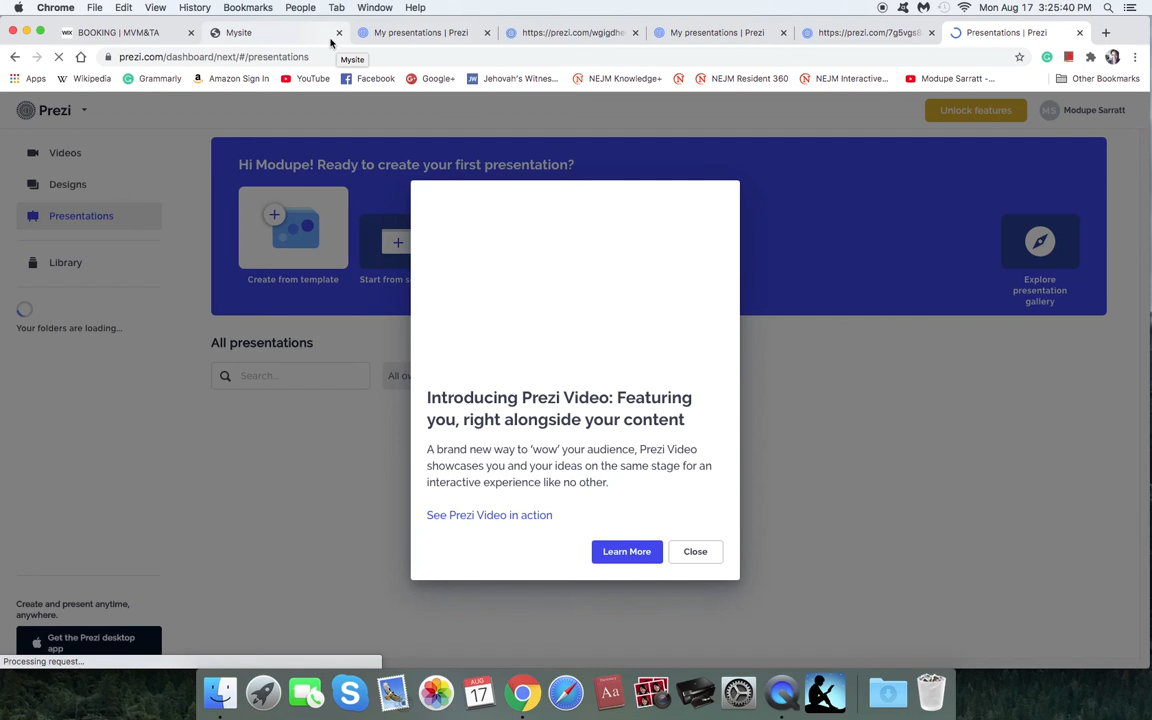 Chrome File Edit View History Bookmarks People Tab Window Help Mon Aug 17 3:25:40 PM
WIX BOOKING | MVM&TA Mysite My presentations | Prezi https://prezi.com/wgigdhe My presentations | Prezi https://prezi.com/7g5vgs8 Presentations | Prezi
prezi.com/dashboard/next/#/presentations
Mysite
Apps W Wikipedia Grammarly Amazon Sign In YouTube Facebook Google+ JW Jehovah's Witnes... NEJM Knowledge+ NEJM Resident 360 NEJM Interactive... Modupe Sarratt -... Other Bookmarks
Prezi Unlock features MS Modupe Sarratt
Videos
Designs
Presentations
Library
Your folders are loading...
Hi Modupe! Ready to create your first presentation?
Create from template Start from s
Explore
presentation
gallery
All presentations
Search... All ow
Introducing Prezi Video: Featuring
you, right alongside your content
A brand new way to 'wow' your audience, Prezi Video
showcases you and your ideas on the same stage for an
interactive experience like no other.
See Prezi Video in action
Learn More Close
Create and present anytime,
anywhere.
Get the Prezi desktop
app
Processing request...
AUG
17
Aa